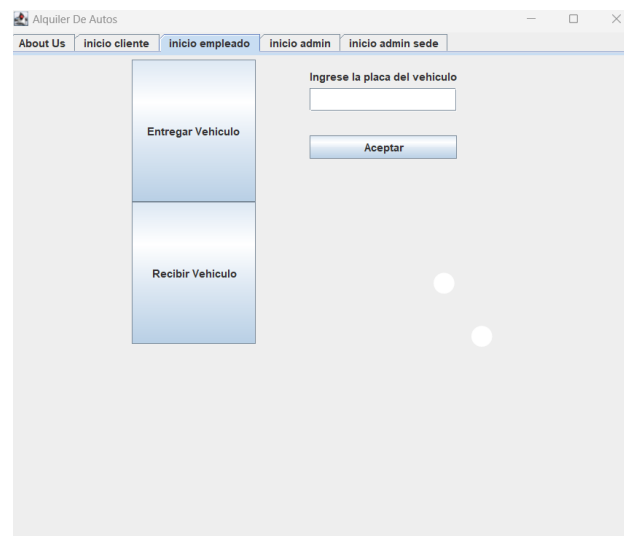 Alquiler De Autos
About Us inicio cliente inicio empleado inicio admin inicio admin sede
Entregar Vehiculo
Recibir Vehiculo
Ingrese la placa del vehiculo
Aceptar